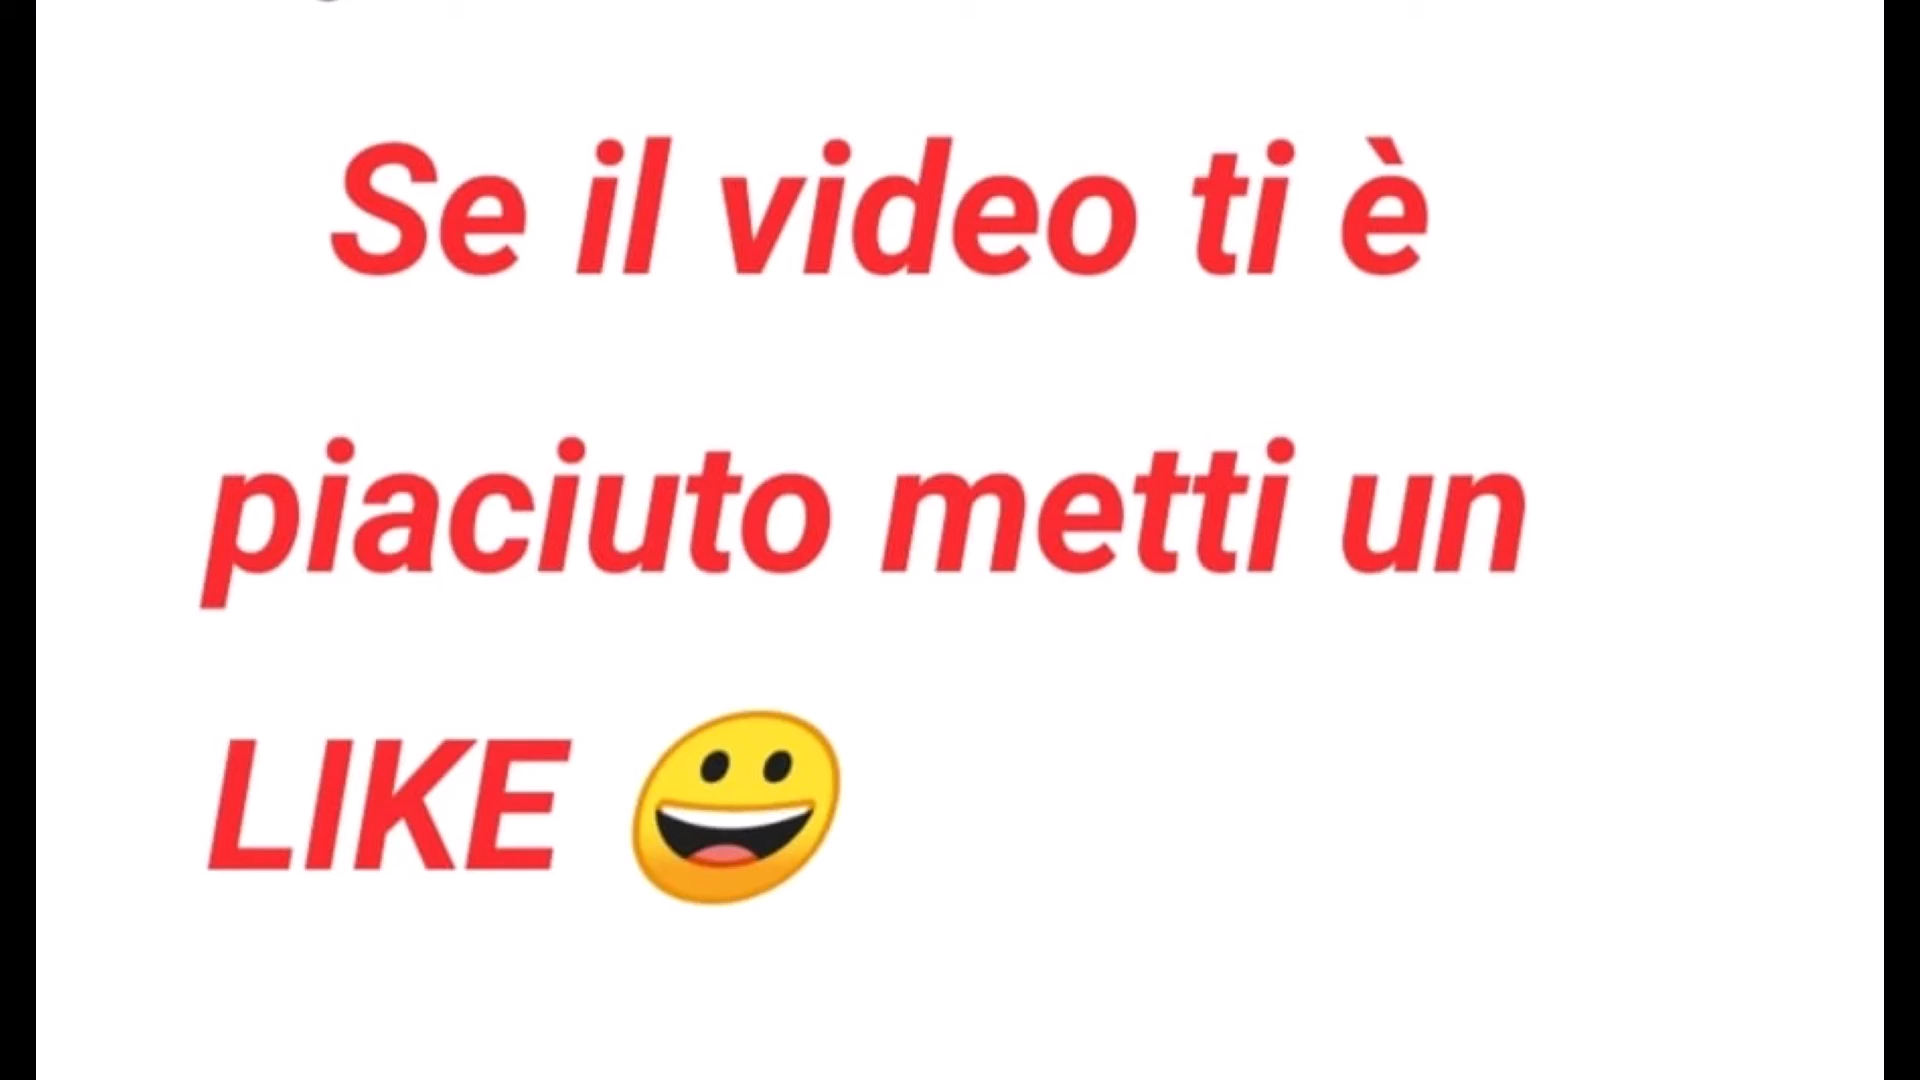 Se il video ti è
piaciuto metti un
LIKE 😀